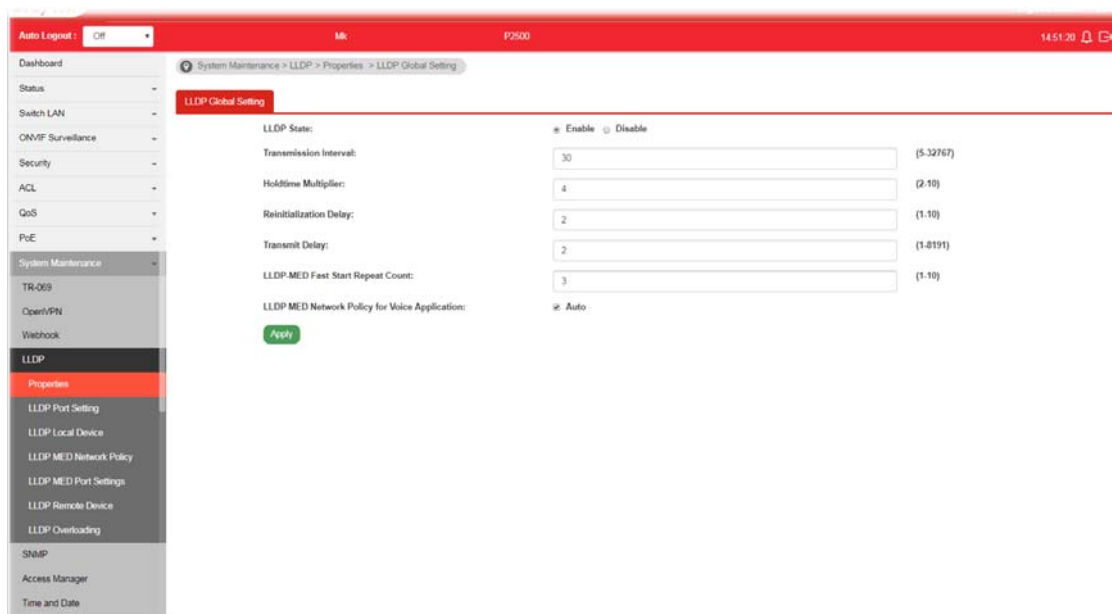 Auto Logout : Off Mk P2500 14:51:20
System Maintenance > LLDP > Properties > LLDP Global Setting
Dashboard
Status
Switch LAN
ONVIF Surveillance
Security
ACL
QoS
PoE
System Maintenance
TR-069
OpenVPN
Webhook
LLDP
Properties
LLDP Port Setting
LLDP Local Device
LLDP MED Network Policy
LLDP MED Port Settings
LLDP Remote Device
LLDP Overloading
SNMP
Access Manager
Time and Date
LLDP Global Setting
LLDP State: Enable Disable
Transmission Interval: 30 (5-32767)
Holdtime Multiplier: 4 (2-10)
Reinitialization Delay: 2 (1-10)
Transmit Delay: 2 (1-8191)
LLDP-MED Fast Start Repeat Count: 3 (1-10)
LLDP MED Network Policy for Voice Application: Auto
Apply